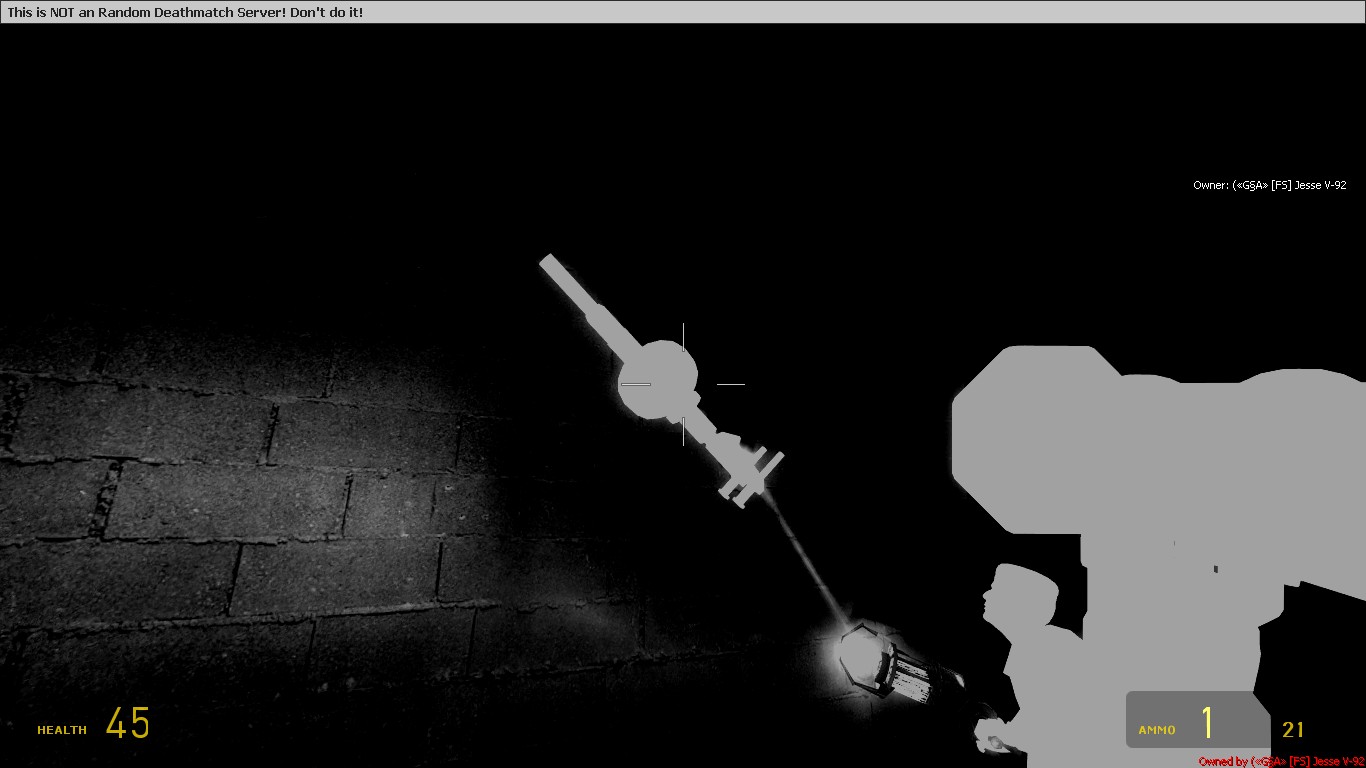 This is NOT an Random Deathmatch Server! Don't do it!
Owner: («G§A» [FS] Jesse V-92
HEALTH 45
AMMO 1 21
Owned by («G§A» [FS] Jesse V-92